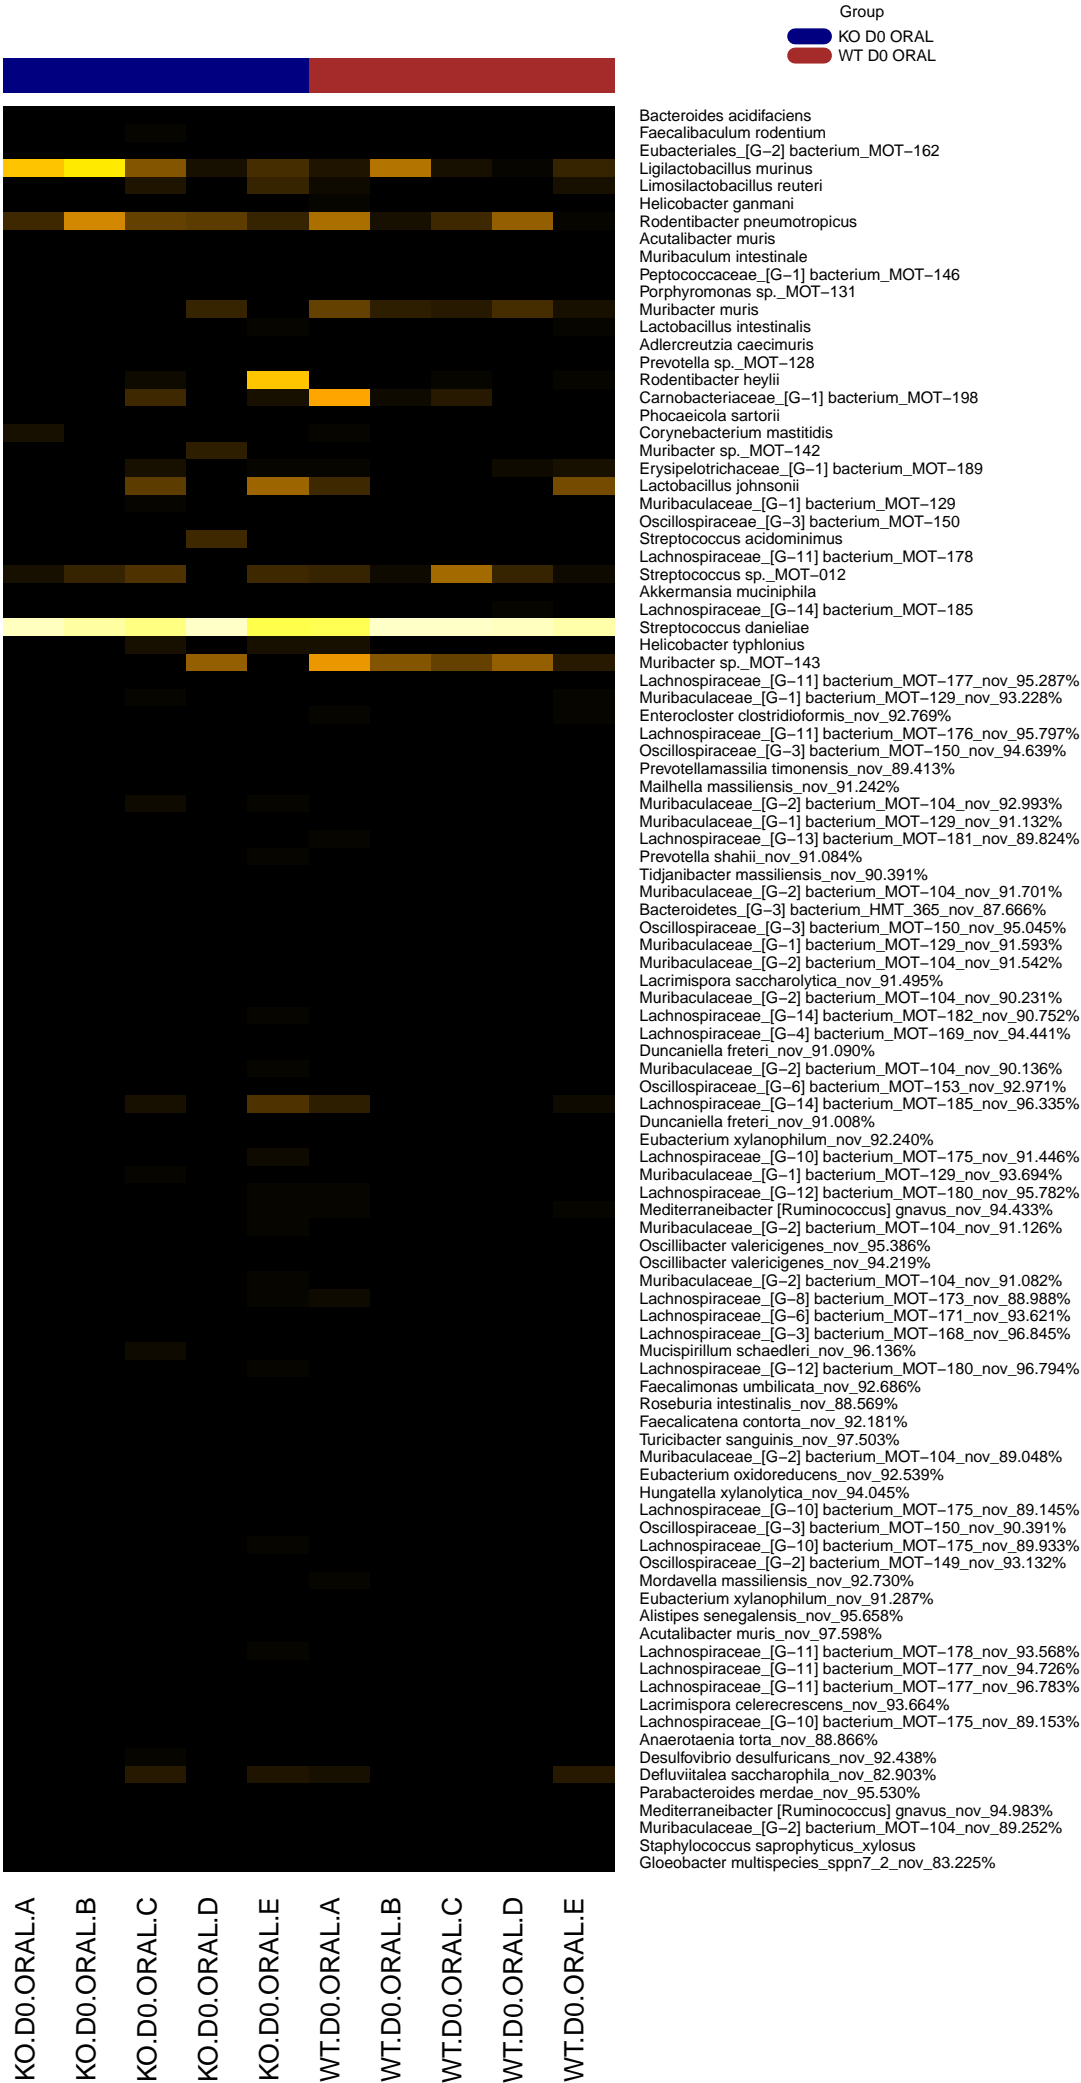 Group
KO D0 ORAL
WT D0 ORAL
Bacteroides acidifaciens
Faecalibaculum rodentium
Eubacteriales_[G−2] bacterium_MOT−162
Ligilactobacillus murinus
Limosilactobacillus reuteri
Helicobacter ganmani
Rodentibacter pneumotropicus
Acutalibacter muris
Muribaculum intestinale
Peptococcaceae_[G−1] bacterium_MOT−146
Porphyromonas sp._MOT−131
Muribacter muris
Lactobacillus intestinalis
Adlercreutzia caecimuris
Prevotella sp._MOT−128
Rodentibacter heylii
Carnobacteriaceae_[G−1] bacterium_MOT−198
Phocaeicola sartorii
Corynebacterium mastitidis
Muribacter sp._MOT−142
Erysipelotrichaceae_[G−1] bacterium_MOT−189
Lactobacillus johnsonii
Muribaculaceae_[G−1] bacterium_MOT−129
Oscillospiraceae_[G−3] bacterium_MOT−150
Streptococcus acidominimus
Lachnospiraceae_[G−11] bacterium_MOT−178
Streptococcus sp._MOT−012
Akkermansia muciniphila
Lachnospiraceae_[G−14] bacterium_MOT−185
Streptococcus danieliae
Helicobacter typhlonius
Muribacter sp._MOT−143
Lachnospiraceae_[G−11] bacterium_MOT−177_nov_95.287%
Muribaculaceae_[G−1] bacterium_MOT−129_nov_93.228%
Enterocloster clostridioformis_nov_92.769%
Lachnospiraceae_[G−11] bacterium_MOT−176_nov_95.797%
Oscillospiraceae_[G−3] bacterium_MOT−150_nov_94.639%
Prevotellamassilia timonensis_nov_89.413%
Mailhella massiliensis_nov_91.242%
Muribaculaceae_[G−2] bacterium_MOT−104_nov_92.993%
Muribaculaceae_[G−1] bacterium_MOT−129_nov_91.132%
Lachnospiraceae_[G−13] bacterium_MOT−181_nov_89.824%
Prevotella shahii_nov_91.084%
Tidjanibacter massiliensis_nov_90.391%
Muribaculaceae_[G−2] bacterium_MOT−104_nov_91.701%
Bacteroidetes_[G−3] bacterium_HMT_365_nov_87.666%
Oscillospiraceae_[G−3] bacterium_MOT−150_nov_95.045%
Muribaculaceae_[G−1] bacterium_MOT−129_nov_91.593%
Muribaculaceae_[G−2] bacterium_MOT−104_nov_91.542%
Lacrimispora saccharolytica_nov_91.495%
Muribaculaceae_[G−2] bacterium_MOT−104_nov_90.231%
Lachnospiraceae_[G−14] bacterium_MOT−182_nov_90.752%
Lachnospiraceae_[G−4] bacterium_MOT−169_nov_94.441%
Duncaniella freteri_nov_91.090%
Muribaculaceae_[G−2] bacterium_MOT−104_nov_90.136%
Oscillospiraceae_[G−6] bacterium_MOT−153_nov_92.971%
Lachnospiraceae_[G−14] bacterium_MOT−185_nov_96.335%
Duncaniella freteri_nov_91.008%
Eubacterium xylanophilum_nov_92.240%
Lachnospiraceae_[G−10] bacterium_MOT−175_nov_91.446%
Muribaculaceae_[G−1] bacterium_MOT−129_nov_93.694%
Lachnospiraceae_[G−12] bacterium_MOT−180_nov_95.782%
Mediterraneibacter [Ruminococcus] gnavus_nov_94.433%
Muribaculaceae_[G−2] bacterium_MOT−104_nov_91.126%
Oscillibacter valericigenes_nov_95.386%
Oscillibacter valericigenes_nov_94.219%
Muribaculaceae_[G−2] bacterium_MOT−104_nov_91.082%
Lachnospiraceae_[G−8] bacterium_MOT−173_nov_88.988%
Lachnospiraceae_[G−6] bacterium_MOT−171_nov_93.621%
Lachnospiraceae_[G−3] bacterium_MOT−168_nov_96.845%
Mucispirillum schaedleri_nov_96.136%
Lachnospiraceae_[G−12] bacterium_MOT−180_nov_96.794%
Faecalimonas umbilicata_nov_92.686%
Roseburia intestinalis_nov_88.569%
Faecalicatena contorta_nov_92.181%
Turicibacter sanguinis_nov_97.503%
Muribaculaceae_[G−2] bacterium_MOT−104_nov_89.048%
Eubacterium oxidoreducens_nov_92.539%
Hungatella xylanolytica_nov_94.045%
Lachnospiraceae_[G−10] bacterium_MOT−175_nov_89.145%
Oscillospiraceae_[G−3] bacterium_MOT−150_nov_90.391%
Lachnospiraceae_[G−10] bacterium_MOT−175_nov_89.933%
Oscillospiraceae_[G−2] bacterium_MOT−149_nov_93.132%
Mordavella massiliensis_nov_92.730%
Eubacterium xylanophilum_nov_91.287%
Alistipes senegalensis_nov_95.658%
Acutalibacter muris_nov_97.598%
Lachnospiraceae_[G−11] bacterium_MOT−178_nov_93.568%
Lachnospiraceae_[G−11] bacterium_MOT−177_nov_94.726%
Lachnospiraceae_[G−11] bacterium_MOT−177_nov_96.783%
Lacrimispora celerecrescens_nov_93.664%
Lachnospiraceae_[G−10] bacterium_MOT−175_nov_89.153%
Anaerotaenia torta_nov_88.866%
Desulfovibrio desulfuricans_nov_92.438%
Defluviitalea saccharophila_nov_82.903%
Parabacteroides merdae_nov_95.530%
Mediterraneibacter [Ruminococcus] gnavus_nov_94.983%
Muribaculaceae_[G−2] bacterium_MOT−104_nov_89.252%
Staphylococcus saprophyticus_xylosus
Gloeobacter multispecies_sppn7_2_nov_83.225%
KO.D0.ORAL.A
KO.D0.ORAL.B
KO.D0.ORAL.C
KO.D0.ORAL.D
KO.D0.ORAL.E
WT.D0.ORAL.A
WT.D0.ORAL.B
WT.D0.ORAL.C
WT.D0.ORAL.D
WT.D0.ORAL.E